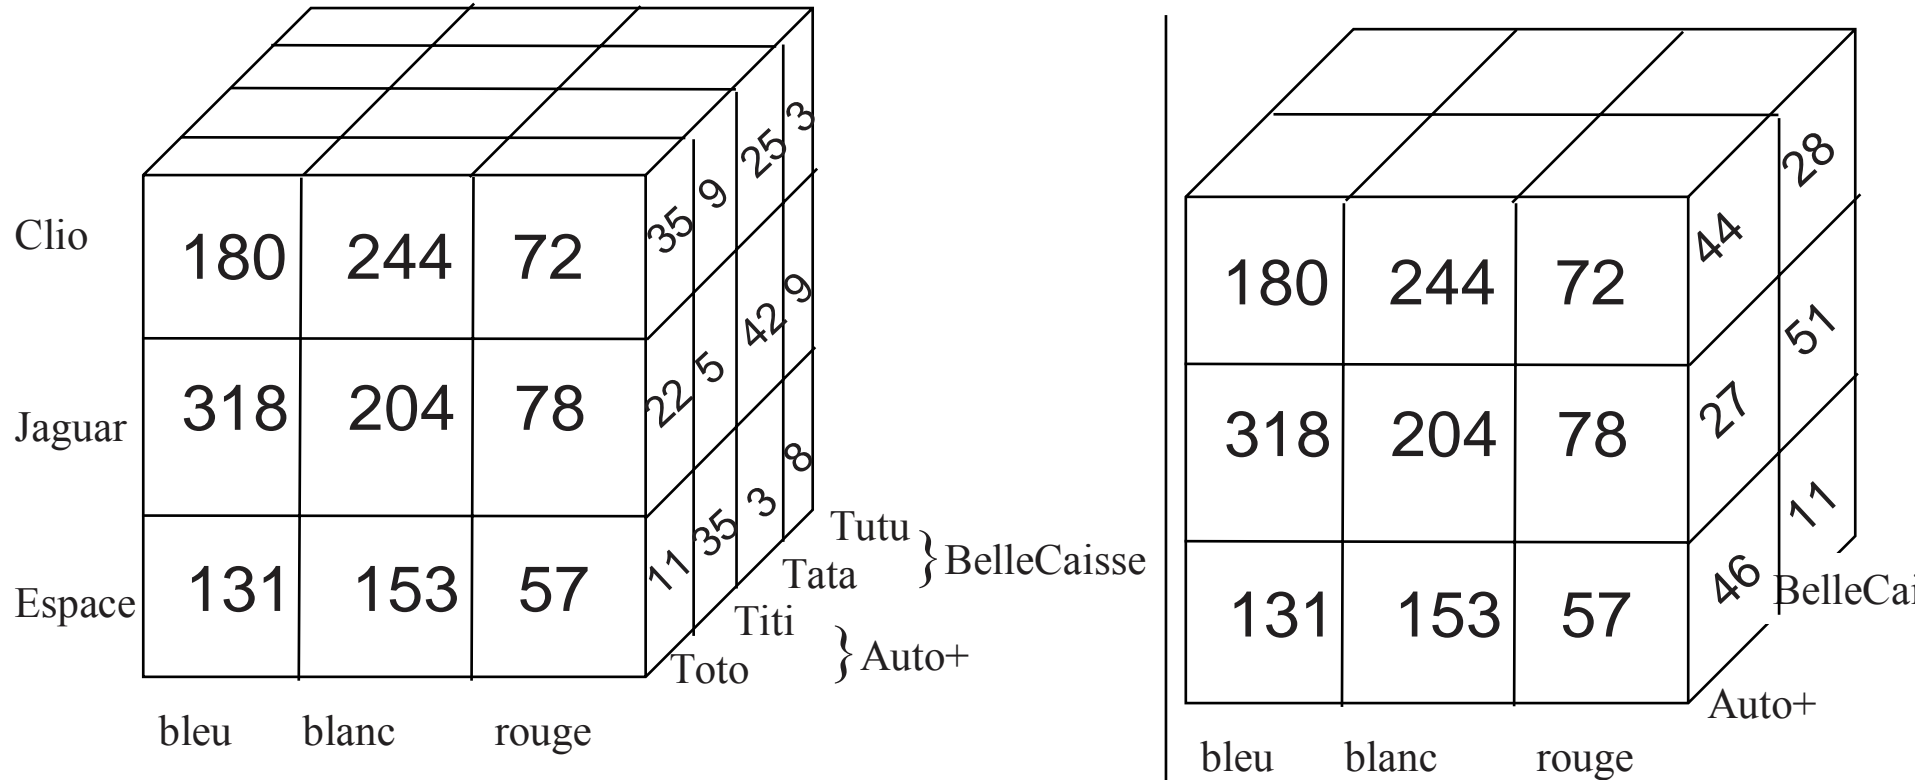 Clio 180 244 72 35 9 25 3
Jaguar 318 204 78 22 5 42 9
Espace 131 153 57 11 35 3 8
Tutu
Tata
} BelleCaisse
Titi
Toto
} Auto+
bleu blanc rouge
180 244 72 44 28
318 204 78 27 51
131 153 57 46 11
BelleCai
Auto+
bleu blanc rouge